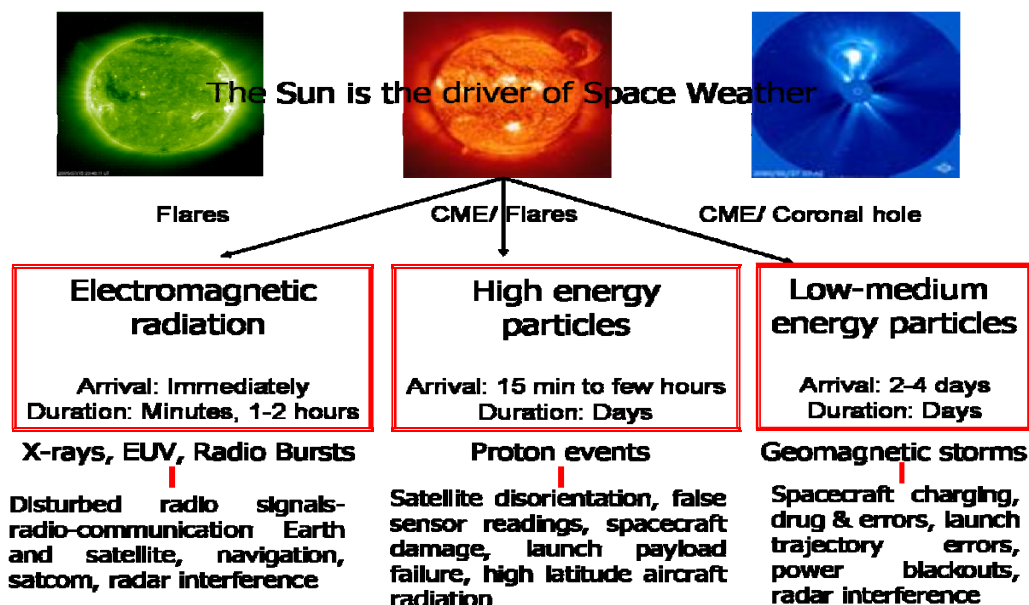 The Sun is the driver of Space Weather
Flares
CME/ Flares
CME/ Coronal hole
Electromagnetic
radiation
Arrival: Immediately
Duration: Minutes, 1-2 hours
High energy
particles
Arrival: 15 min to few hours
Duration: Days
Low-medium
energy particles
Arrival: 2-4 days
Duration: Days
X-rays, EUV, Radio Bursts
Proton events
Geomagnetic storms
Disturbed radio signals-
radio-communication Earth
and satellite, navigation,
satcom, radar interference
Satellite disorientation, false
sensor readings, spacecraft
damage, launch payload
failure, high latitude aircraft
radiation
Spacecraft charging,
drug & errors, launch
trajectory errors,
power blackouts,
radar interference